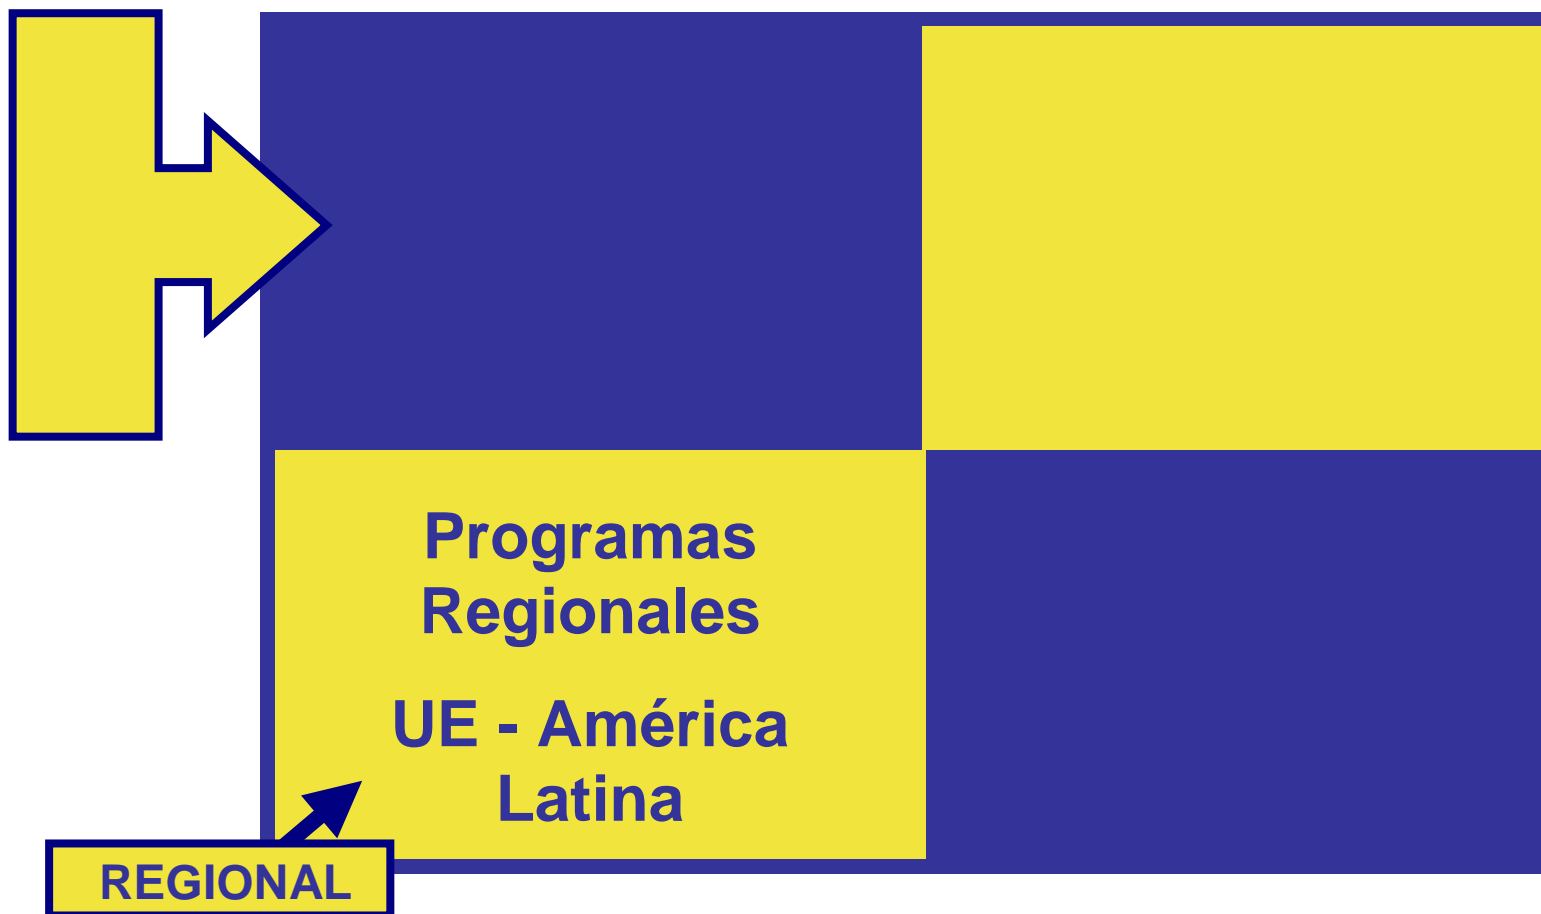 Programas
Regionales
UE - América
Latina
REGIONAL